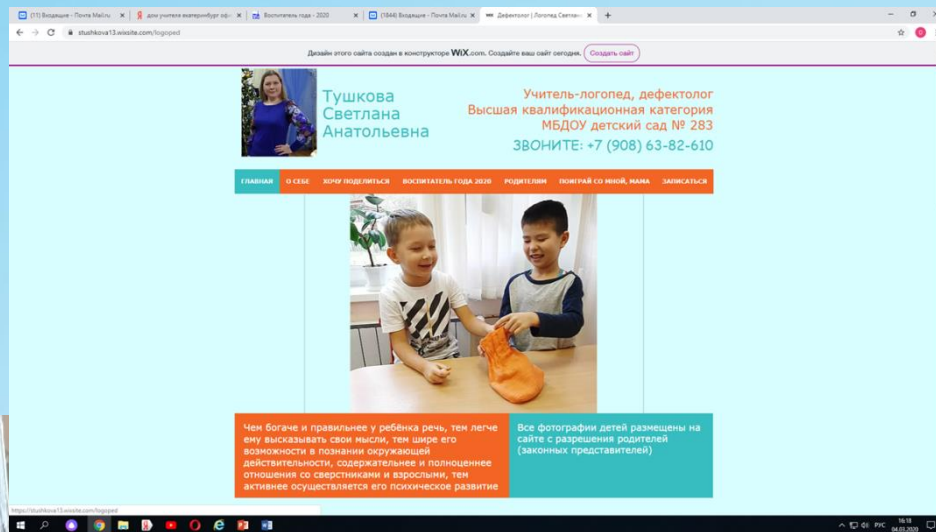 (11) Входящие - Почта Mail.ru
дом учителя екатеринбург офи
Воспитатель года - 2020
(1844) Входящие - Почта Mail.ru
Дефектолог | Логопед Светлана
stushkova13.wixsite.com/logoped
Дизайн этого сайта создан в конструкторе WiX.com. Создайте ваш сайт сегодня. Создать сайт
Тушкова
Светлана
Анатольевна
Учитель-логопед, дефектолог
Высшая квалификационная категория
МБДОУ детский сад № 283
ЗВОНИТЕ: +7 (908) 63-82-610
ГЛАВНАЯ О СЕБЕ ХОЧУ ПОДЕЛИТЬСЯ ВОСПИТАТЕЛЬ ГОДА 2020 РОДИТЕЛЯМ ПОИГРАЙ СО МНОЙ, МАМА ЗАПИСАТЬСЯ
Чем богаче и правильнее у ребёнка речь, тем легче
ему высказывать свои мысли, тем шире его
возможности в познании окружающей
действительности, содержательнее и полноценнее
отношения со сверстниками и взрослыми, тем
активнее осуществляется его психическое развитие
Все фотографии детей размещены на
сайте с разрешения родителей
(законных представителей)
https://stushkova13.wixsite.com/logoped
РУС
16:18
04.03.2020